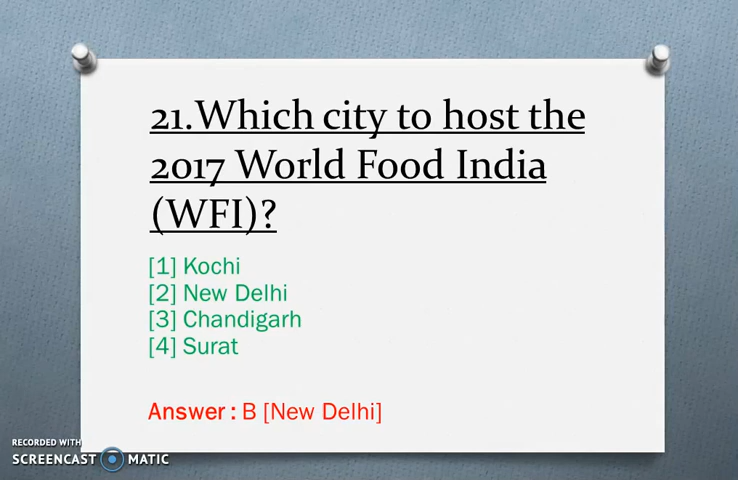 21.Which city to host the
2017 World Food India
(WFI)?
[1] Kochi
[2] New Delhi
[3] Chandigarh
[4] Surat
Answer : B [New Delhi]
RECORDED WITH
SCREENCAST MATIC